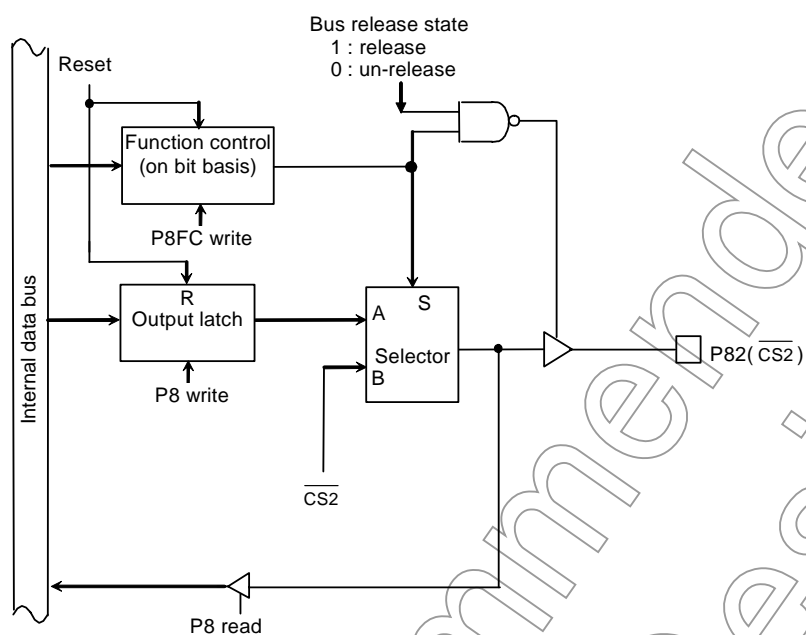 Bus release state
1 : release
0 : un-release
Reset
Function control
(on bit basis)
P8FC write
R
Output latch
P8 write
A
S
Selector
B
P82( CS2 )
CS2
Internal data bus
P8 read